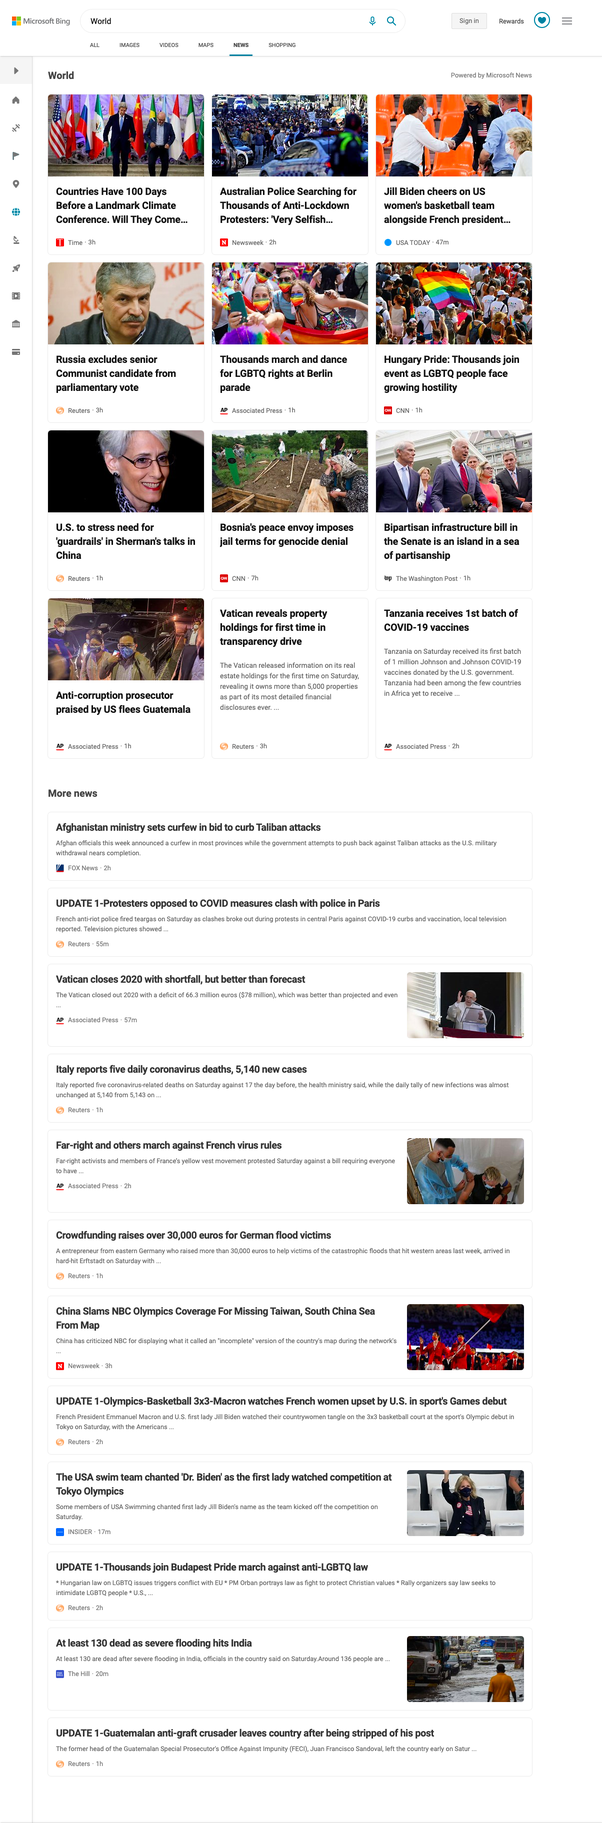 Microsoft Bing
World
Sign in
Rewards
ALL
IMAGES
VIDEOS
MAPS
NEWS
SHOPPING
World
Powered by Microsoft News
Countries Have 100 Days
Before a Landmark Climate
Conference. Will They Come...
Time · 3h
Australian Police Searching for
Thousands of Anti-Lockdown
Protesters: 'Very Selfish...
Newsweek · 2h
Jill Biden cheers on US
women's basketball team
alongside French president...
USA TODAY · 47m
Russia excludes senior
Communist candidate from
parliamentary vote
Reuters · 3h
Thousands march and dance
for LGBTQ rights at Berlin
parade
AP Associated Press · 1h
Hungary Pride: Thousands join
event as LGBTQ people face
growing hostility
CNN · 1h
U.S. to stress need for
'guardrails' in Sherman's talks in
China
Reuters · 1h
Bosnia's peace envoy imposes
jail terms for genocide denial
CNN · 7h
Bipartisan infrastructure bill in
the Senate is an island in a sea
of partisanship
wp The Washington Post · 1h
Anti-corruption prosecutor
praised by US flees Guatemala
AP Associated Press · 1h
Vatican reveals property
holdings for first time in
transparency drive
The Vatican released information on its real
estate holdings for the first time on Saturday,
revealing it owns more than 5,000 properties
as part of its most detailed financial
disclosures ever. ...
Reuters · 3h
Tanzania receives 1st batch of
COVID-19 vaccines
Tanzania on Saturday received its first batch
of 1 million Johnson and Johnson COVID-19
vaccines donated by the U.S. government.
Tanzania had been among the few countries
in Africa yet to receive ...
AP Associated Press · 2h
More news
Afghanistan ministry sets curfew in bid to curb Taliban attacks
Afghan officials this week announced a curfew in most provinces while the government attempts to push back against Taliban attacks as the U.S. military
withdrawal nears completion.
FOX News · 2h
UPDATE 1-Protesters opposed to COVID measures clash with police in Paris
French anti-riot police fired teargas on Saturday as clashes broke out during protests in central Paris against COVID-19 curbs and vaccination, local television
reported. Television pictures showed ...
Reuters · 55m
Vatican closes 2020 with shortfall, but better than forecast
The Vatican closed out 2020 with a deficit of 66.3 million euros ($78 million), which was better than projected and even
...
AP Associated Press · 57m
Italy reports five daily coronavirus deaths, 5,140 new cases
Italy reported five coronavirus-related deaths on Saturday against 17 the day before, the health ministry said, while the daily tally of new infections was almost
unchanged at 5,140 from 5,143 on ...
Reuters · 1h
Far-right and others march against French virus rules
Far-right activists and members of France's yellow vest movement protested Saturday against a bill requiring everyone
to have ...
AP Associated Press · 2h
Crowdfunding raises over 30,000 euros for German flood victims
A entrepreneur from eastern Germany who raised more than 30,000 euros to help victims of the catastrophic floods that hit western areas last week, arrived in
hard-hit Erftstadt on Saturday with ...
Reuters · 1h
China Slams NBC Olympics Coverage For Missing Taiwan, South China Sea
From Map
China has criticized NBC for displaying what it called an "incomplete" version of the country's map during the network's
...
Newsweek · 3h
UPDATE 1-Olympics-Basketball 3x3-Macron watches French women upset by U.S. in sport's Games debut
French President Emmanuel Macron and U.S. first lady Jill Biden watched their countrywomen tangle on the 3x3 basketball court at the sport's Olympic debut in
Tokyo on Saturday, with the Americans ...
Reuters · 2h
The USA swim team chanted 'Dr. Biden' as the first lady watched competition at
Tokyo Olympics
Some members of USA Swimming chanted first lady Jill Biden's name as the team kicked off the competition on
Saturday.
INSIDER · 17m
UPDATE 1-Thousands join Budapest Pride march against anti-LGBTQ law
* Hungarian law on LGBTQ issues triggers conflict with EU * PM Orban portrays law as fight to protect Christian values * Rally organizers say law seeks to
intimidate LGBTQ people * U.S., ...
Reuters · 2h
At least 130 dead as severe flooding hits India
At least 130 are dead after severe flooding in India, officials in the country said on Saturday.Around 136 people are ...
The Hill · 20m
UPDATE 1-Guatemalan anti-graft crusader leaves country after being stripped of his post
The former head of the Guatemalan Special Prosecutor's Office Against Impunity (FECI), Juan Francisco Sandoval, left the country early on Satur ...
Reuters · 1h